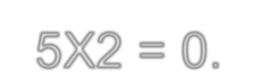 5X2 = 0.